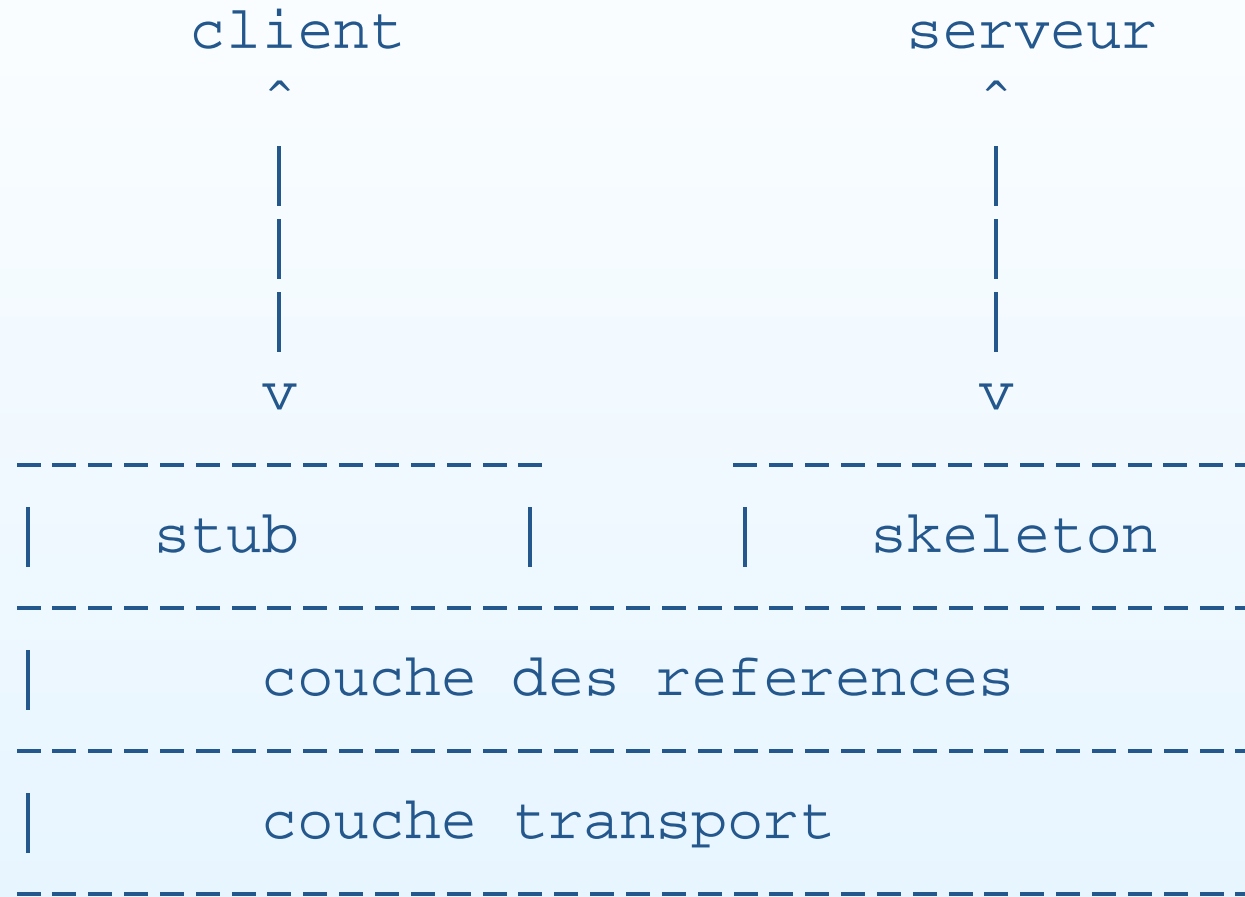 client serveur
^ ^
| |
| |
| |
v v
--------------- ---------------
| stub | | skeleton
-----------------------------------
| couche des references
-----------------------------------
| couche transport
-----------------------------------